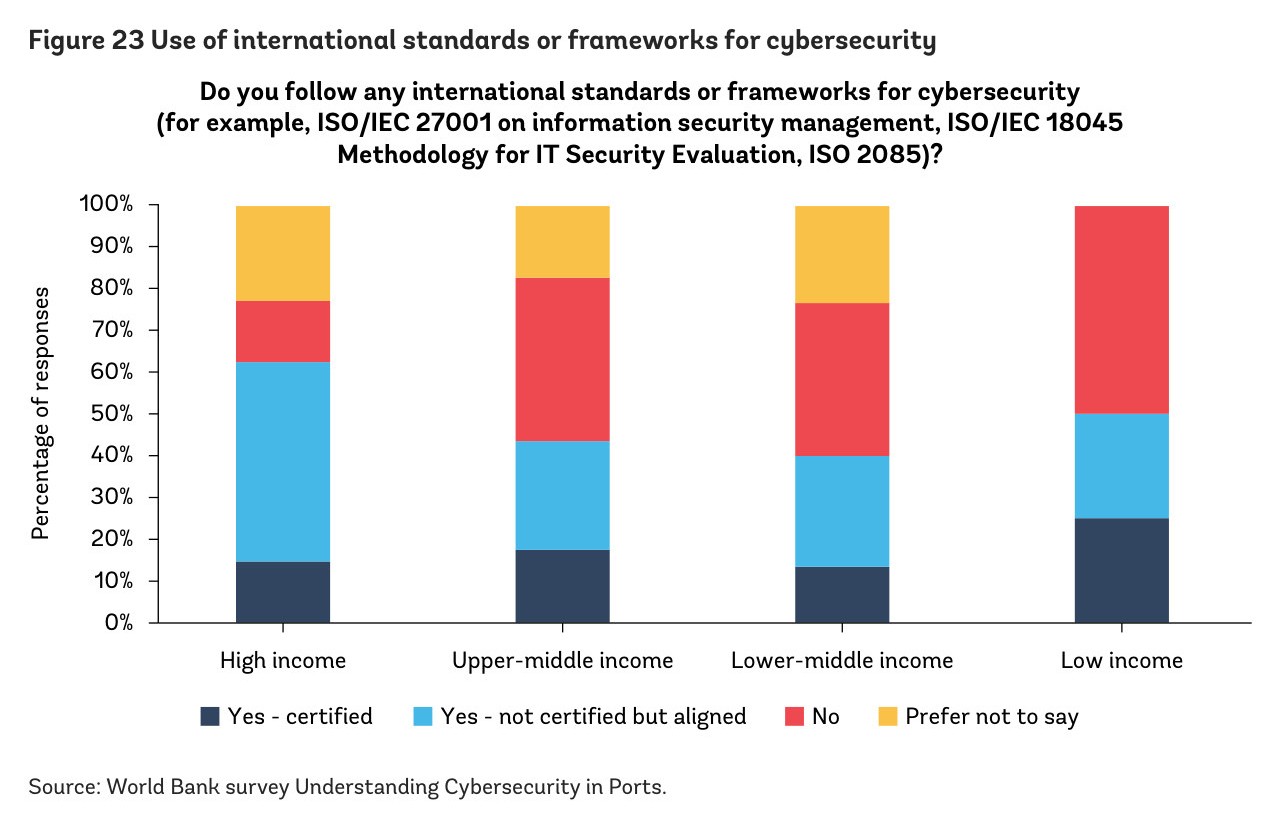 Figure 23 Use of international standards or frameworks for cybersecurity
Do you follow any international standards or frameworks for cybersecurity
(for example, ISO/IEC 27001 on information security management, ISO/IEC 18045
Methodology for IT Security Evaluation, ISO 2085)?
Percentage of responses
100%
90%
80%
70%
60%
50%
40%
30%
20%
10%
0%
High income
Upper-middle income
Lower-middle income
Low income
Yes - certified
Yes - not certified but aligned
No
Prefer not to say
Source: World Bank survey Understanding Cybersecurity in Ports.